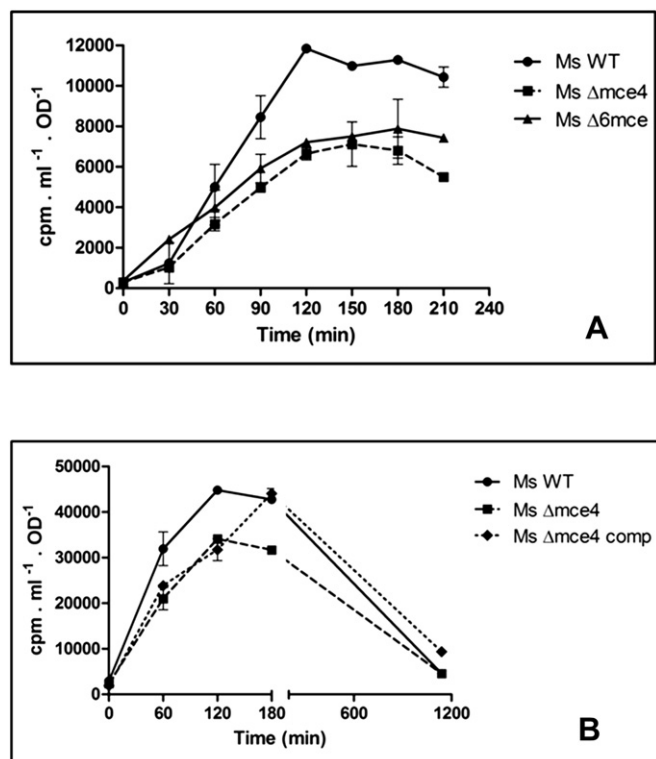 12000
10000
8000
6000
4000
2000
0
cpm . ml ⁻¹ . OD⁻¹
0 30 60 90 120 150 180 210 240
Time (min)
Ms WT
Ms Δmce4
Ms Δ6mce
A
50000
40000
30000
20000
10000
0
cpm . ml ⁻¹ . OD⁻¹
0 60 120 180 600 1200
Time (min)
Ms WT
Ms Δmce4
Ms Δmce4 comp
B